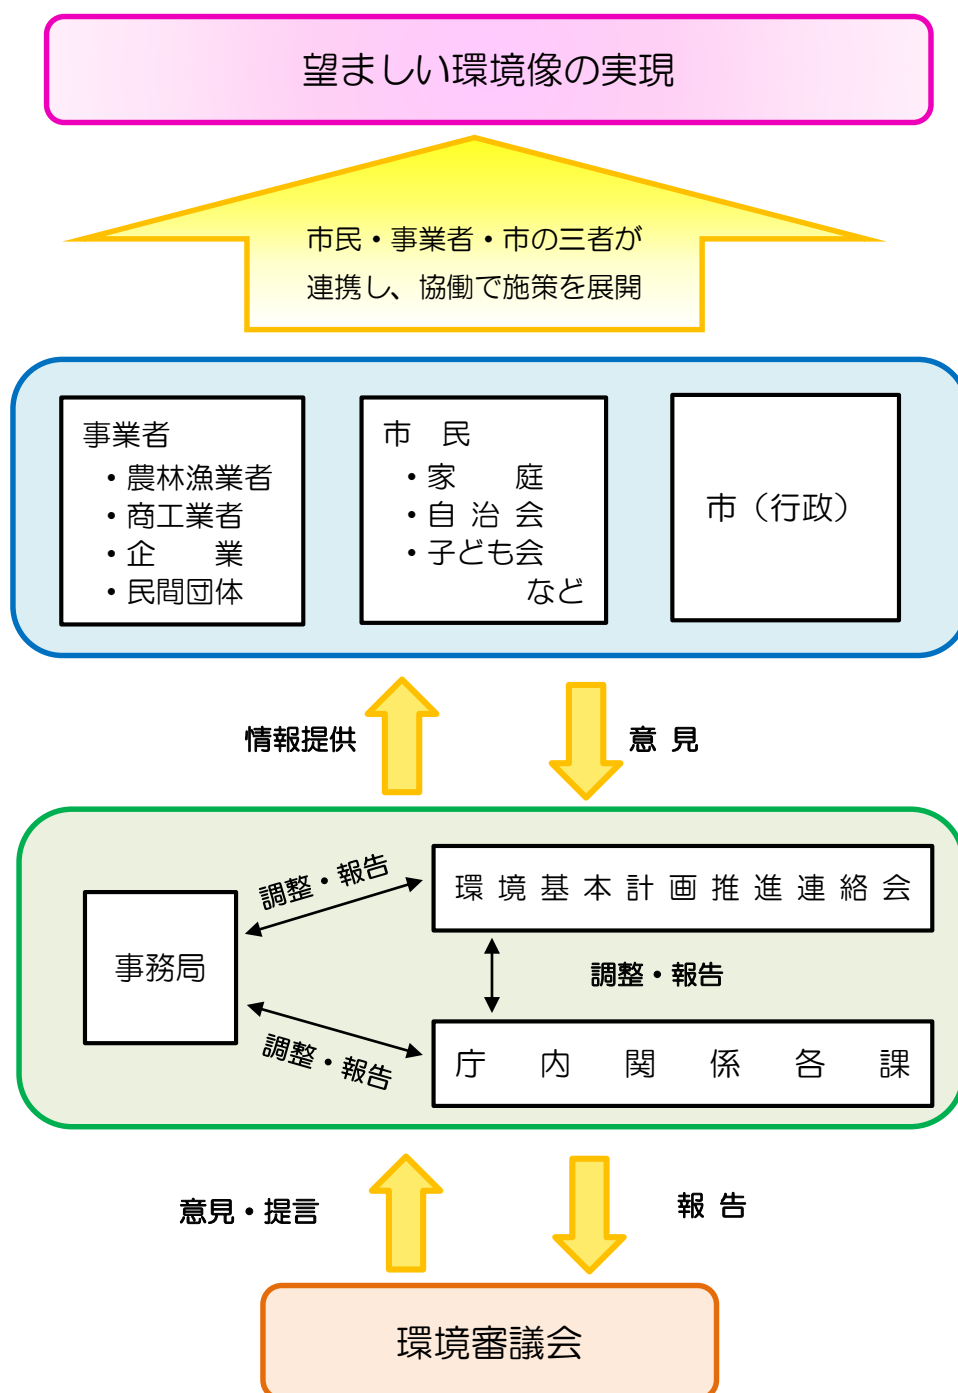 望ましい環境像の実現
市民・事業者・市の三者が
連携し、協働で施策を展開
事業者
・農林漁業者
・商工業者
・企　　業
・民間団体
市　民
・家　　庭
・自 治 会
・子ども会
など
市（行政）
情報提供
意 見
調整・報告
環 境 基 本 計 画 推 進 連 絡 会
事務局
調整・報告
調整・報告
庁　内　関　係　各　課
意見・提言
報 告
環境審議会